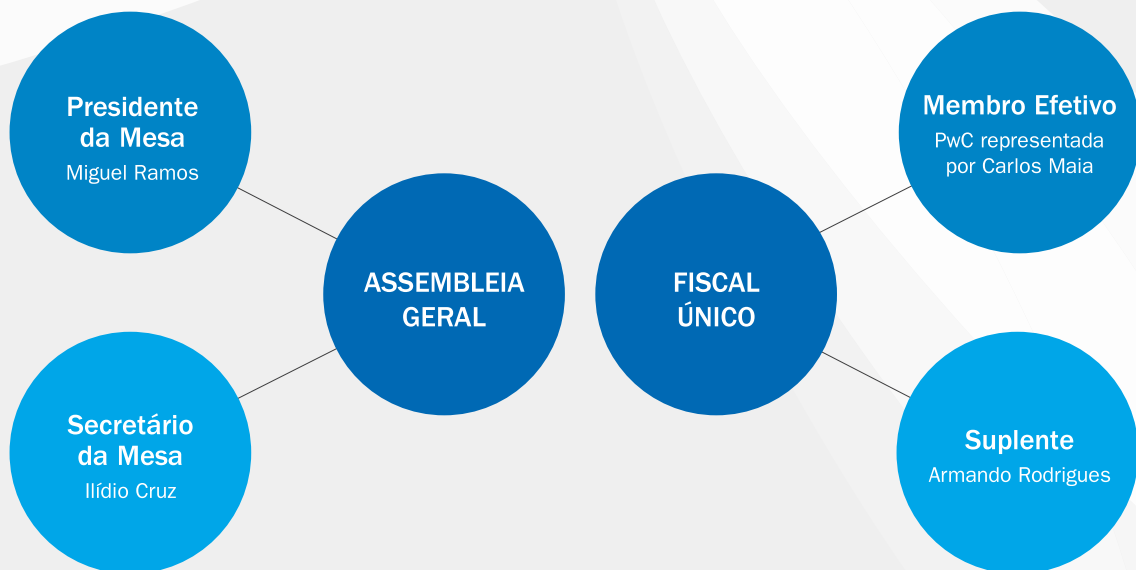 Presidente
da Mesa
Miguel Ramos
Secretário
da Mesa
Ilídio Cruz
ASSEMBLEIA
GERAL
FISCAL
ÚNICO
Membro Efetivo
PwC representada
por Carlos Maia
Suplente
Armando Rodrigues